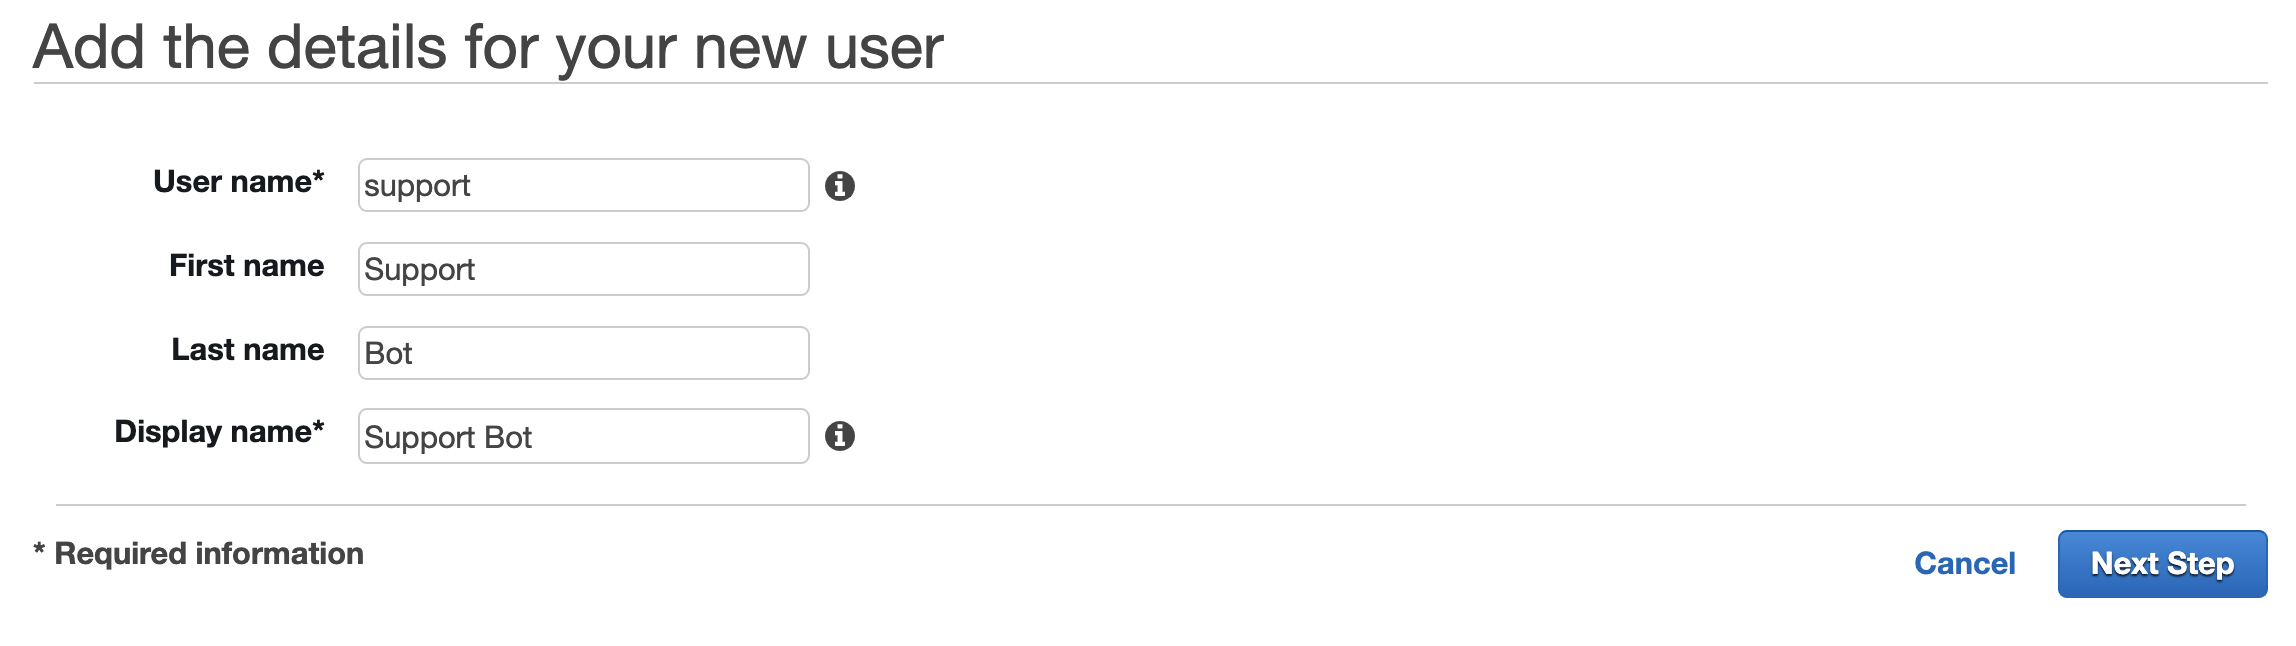 Add the details for your new user
User name* support
First name Support
Last name Bot
Display name* Support Bot
* Required information
Cancel Next Step